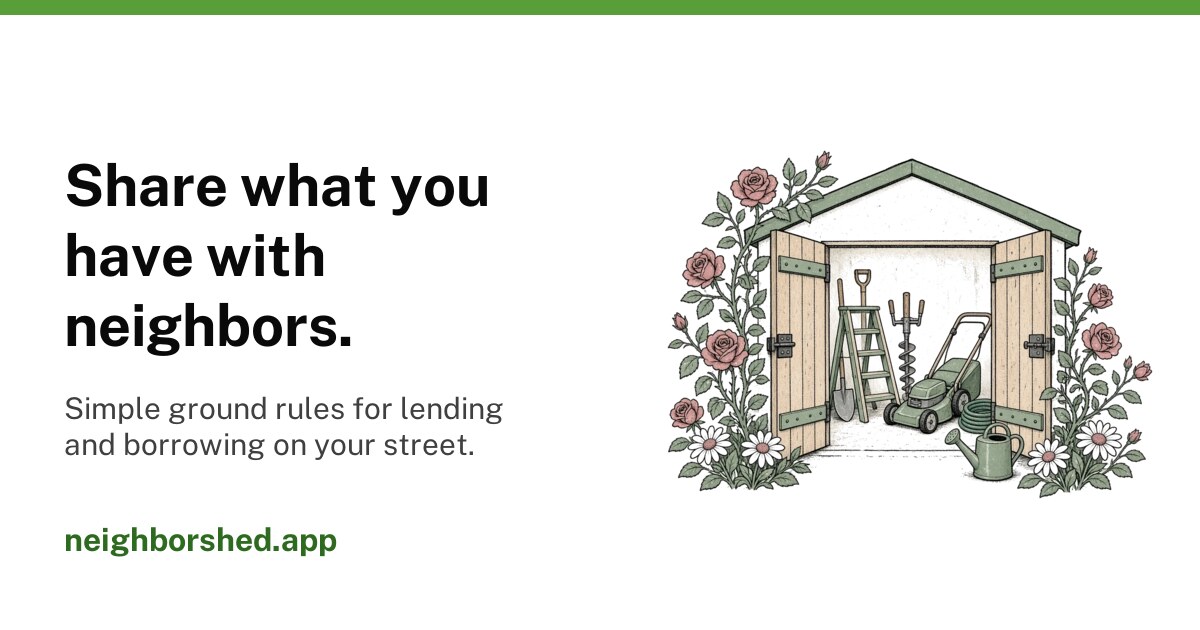 Share what you
have with
neighbors.
Simple ground rules for lending
and borrowing on your street.
neighborshed.app